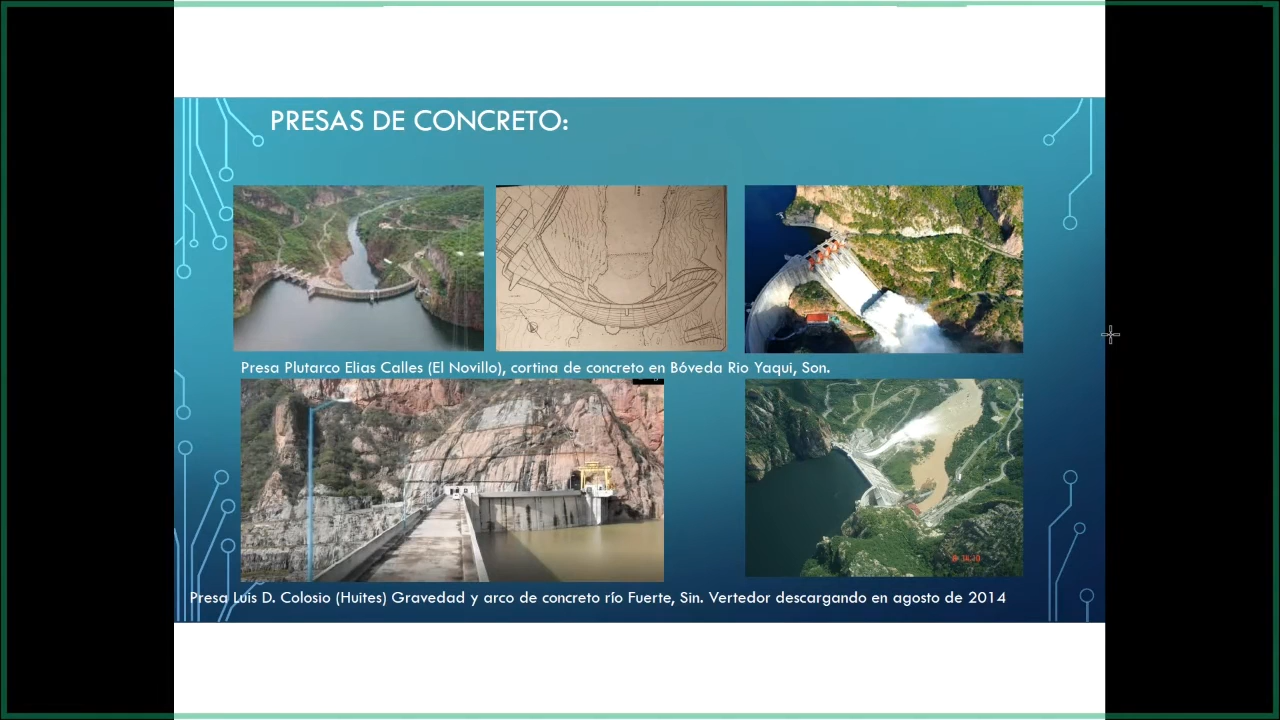 PRESAS DE CONCRETO:
Presa Plutarco Elias Calles (El Novillo), cortina de concreto en Bóveda Rio Yaqui, Son.
Presa Luis D. Colosio (Huites) Gravedad y arco de concreto río Fuerte, Sin. Vertedor descargando en agosto de 2014